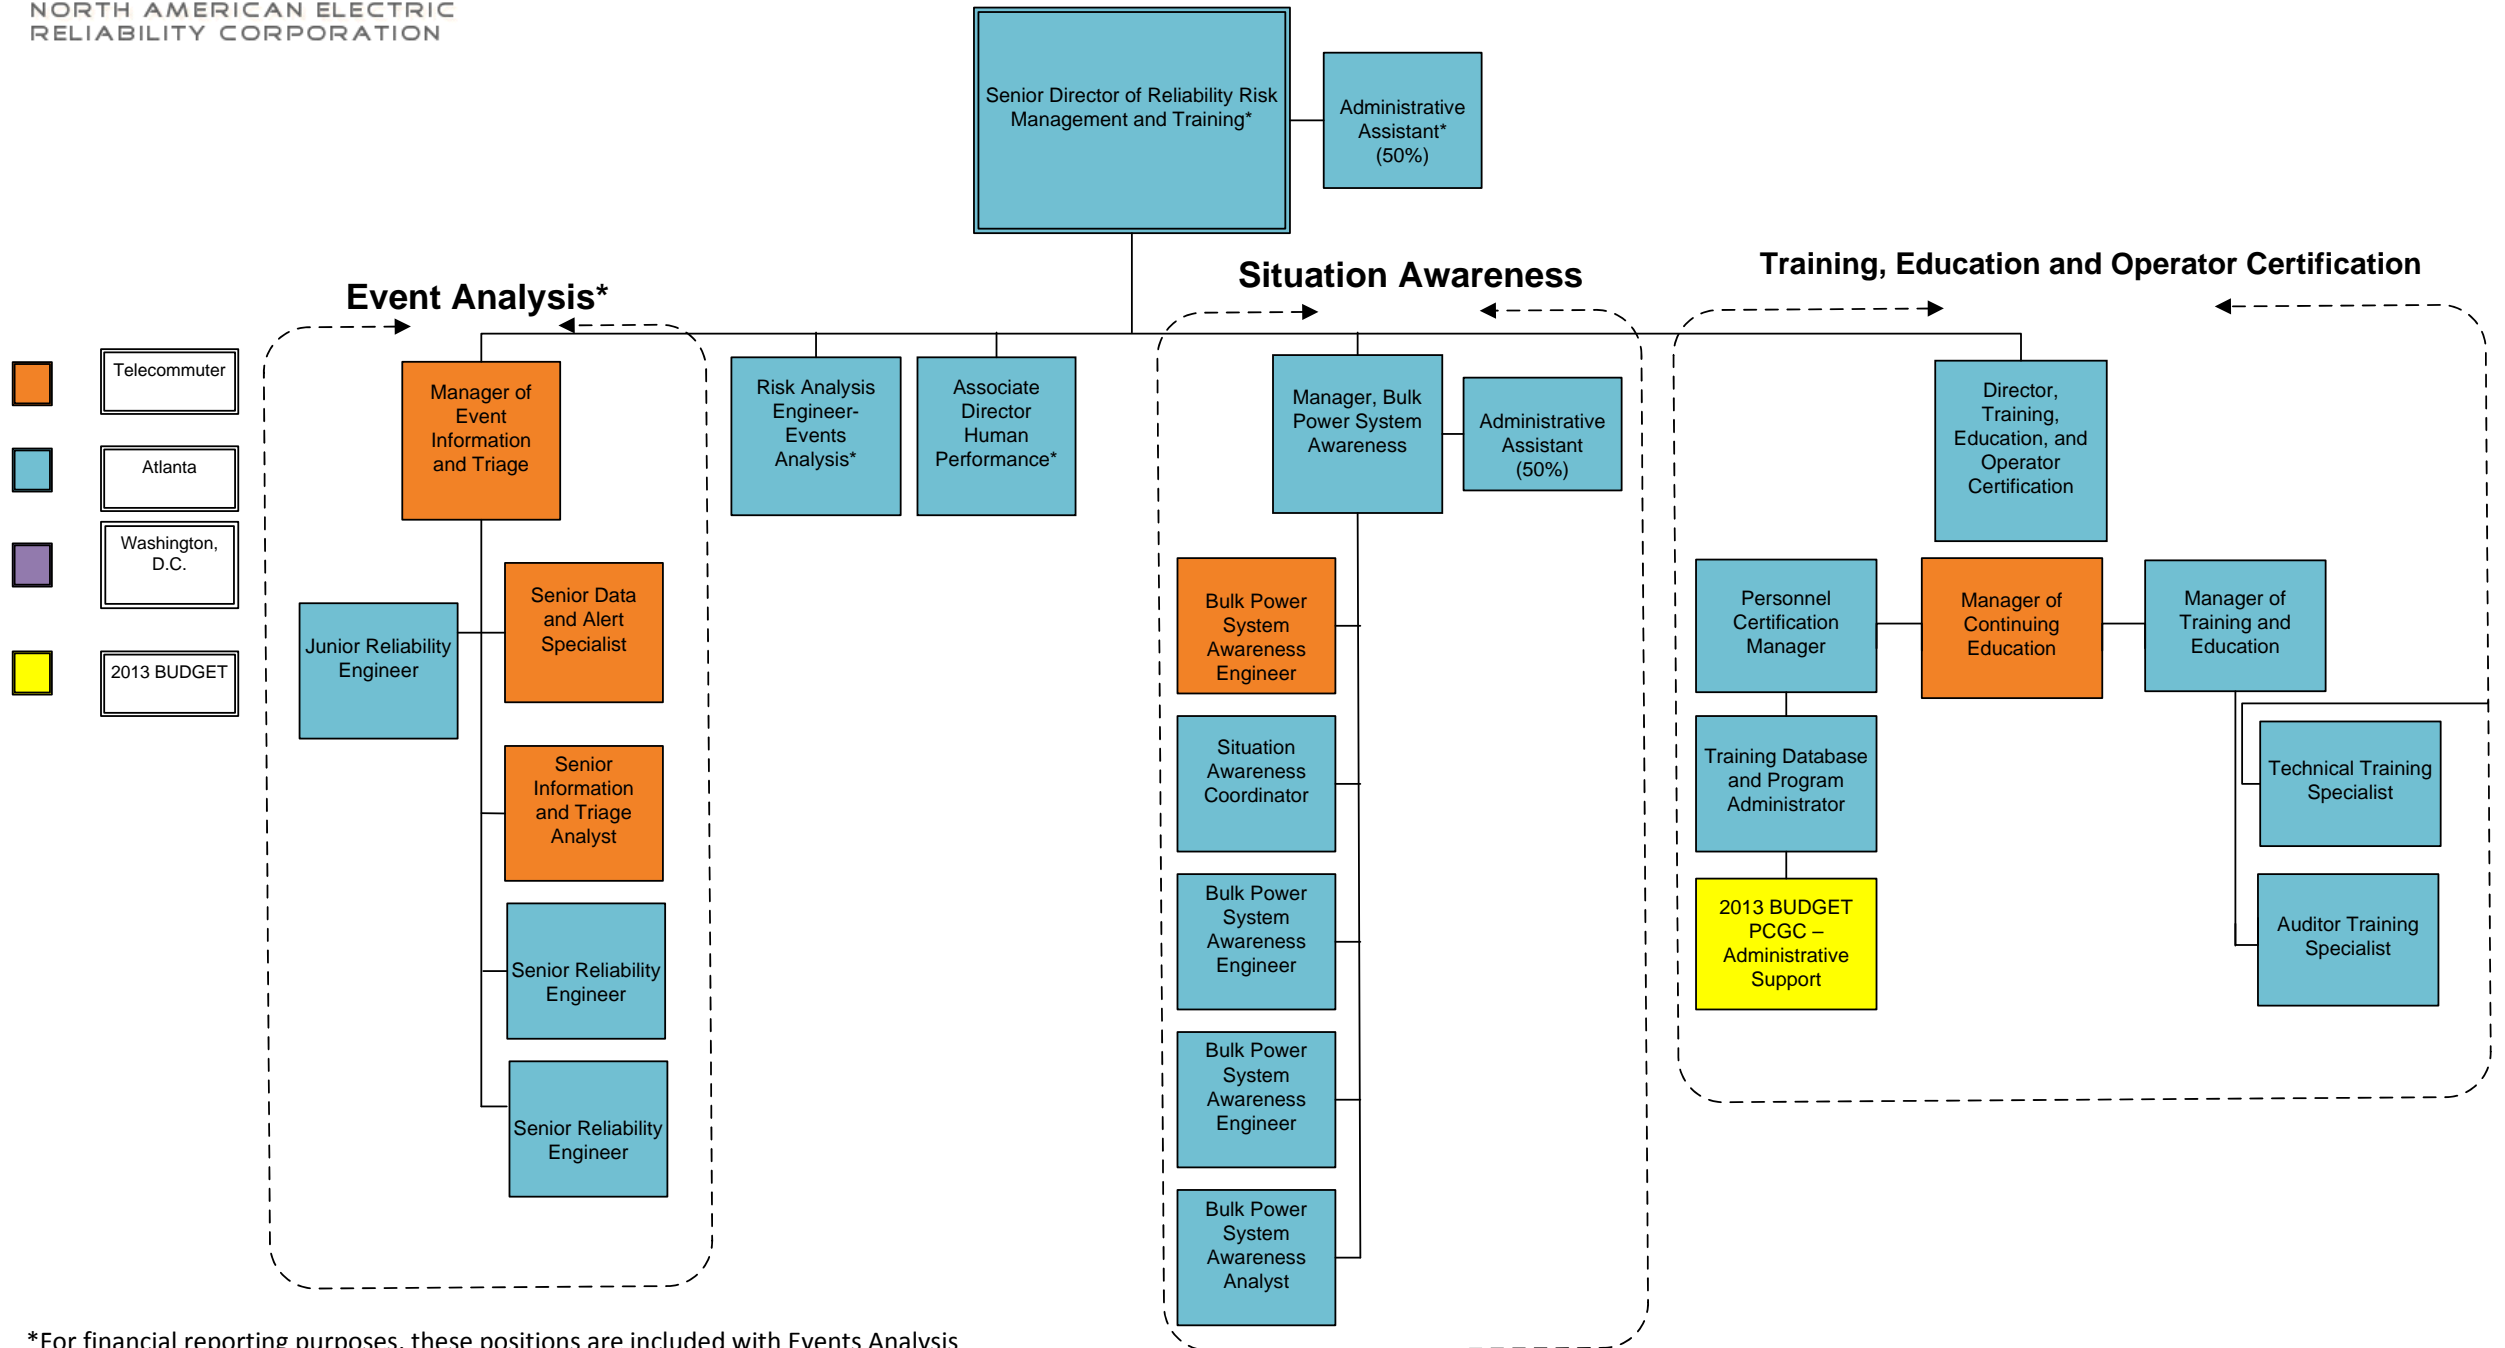 NORTH AMERICAN ELECTRIC
RELIABILITY CORPORATION
Senior Director of Reliability Risk
Management and Training*
Administrative
Assistant*
(50%)
Event Analysis*
Situation Awareness
Training, Education and Operator Certification
Telecommuter
Atlanta
Washington,
D.C.
2013 BUDGET
Manager of
Event
Information
and Triage
Risk Analysis
Engineer-
Events
Analysis*
Associate
Director
Human
Performance*
Manager, Bulk
Power System
Awareness
Administrative
Assistant
(50%)
Director,
Training,
Education, and
Operator
Certification
Junior Reliability
Engineer
Senior Data
and Alert
Specialist
Senior
Information
and Triage
Analyst
Senior Reliability
Engineer
Senior Reliability
Engineer
Bulk Power
System
Awareness
Engineer
Situation
Awareness
Coordinator
Bulk Power
System
Awareness
Engineer
Bulk Power
System
Awareness
Engineer
Bulk Power
System
Awareness
Analyst
Personnel
Certification
Manager
Manager of
Continuing
Education
Manager of
Training and
Education
Training Database
and Program
Administrator
Technical Training
Specialist
2013 BUDGET
PCGC –
Administrative
Support
Auditor Training
Specialist
*For financial reporting purposes, these positions are included with Events Analysis